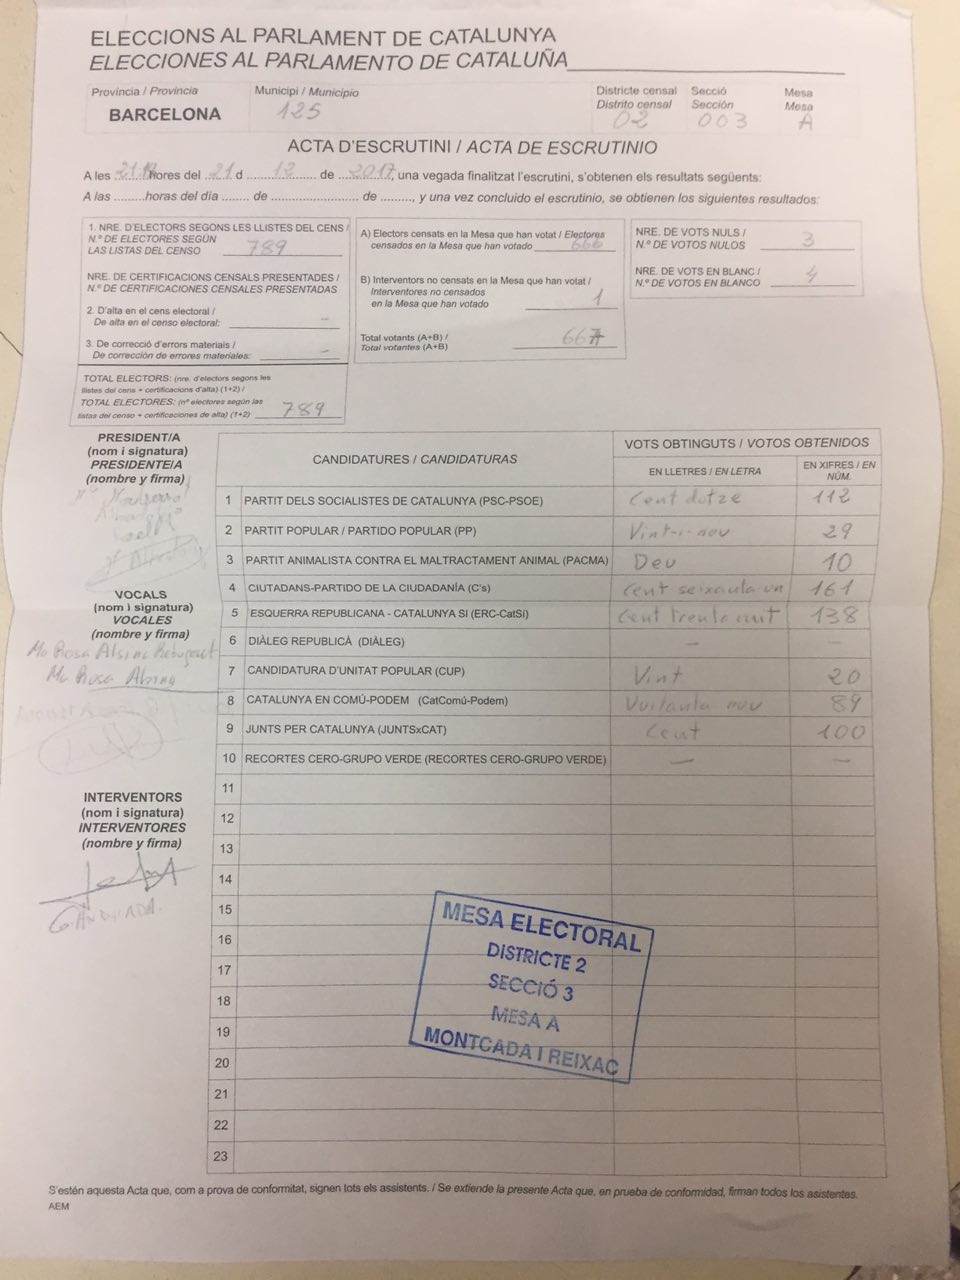 ELECCIONS AL PARLAMENT DE CATALUNYA
ELECCIONES AL PARLAMENTO DE CATALUÑA
Província / Provincia
BARCELONA
Municipi / Municipio
125
Districte censal
Distrito censal
02
Secció
Sección
003
Mesa
Mesa
A
ACTA D'ESCRUTINI / ACTA DE ESCRUTINIO
A les ... hores del 21 d 12 de 2017, una vegada finalitzat l'escrutini, s'obtenen els resultats següents:
A las .........horas del día ........ de .......................... de ........., y una vez concluido el escrutinio, se obtienen los siguientes resultados:
1. NRE. D'ELECTORS SEGONS LES LLISTES DEL CENS /
N.º DE ELECTORES SEGÚN
LAS LISTAS DEL CENSO 789
NRE. DE CERTIFICACIONS CENSALS PRESENTADES /
N.º DE CERTIFICACIONES CENSALES PRESENTADAS
2. D'alta en el cens electoral /
De alta en el censo electoral: –
3. De correcció d'errors materials /
De corrección de errores materiales: –
TOTAL ELECTORS: (nre. d'electors segons les
llistes del cens + certificacions d'alta) (1+2) /
TOTAL ELECTORES: (nº electores según las
listas del censo + certificaciones de alta) (1+2) 789
A) Electors censats en la Mesa que han votat / Electores
censados en la Mesa que han votado 666
B) Interventors no censats en la Mesa que han votat /
Interventores no censados
en la Mesa que han votado 1
Total votants (A+B) /
Total votantes (A+B) 667
NRE. DE VOTS NULS /
N.º DE VOTOS NULOS 3
NRE. DE VOTS EN BLANC /
N.º DE VOTOS EN BLANCO 4
PRESIDENT/A
(nom i signatura)
PRESIDENTE/A
(nombre y firma)
VOCALS
(nom i signatura)
VOCALES
(nombre y firma)
Mª Rosa Alsina
Mª Rosa Alsina
INTERVENTORS
(nom i signatura)
INTERVENTORES
(nombre y firma)
CANDIDATURES / CANDIDATURAS
VOTS OBTINGUTS / VOTOS OBTENIDOS
EN LLETRES / EN LETRA
EN XIFRES / EN NÚM.
1 PARTIT DELS SOCIALISTES DE CATALUNYA (PSC-PSOE) Cent dotze 112
2 PARTIT POPULAR / PARTIDO POPULAR (PP) Vint-i-nou 29
3 PARTIT ANIMALISTA CONTRA EL MALTRACTAMENT ANIMAL (PACMA) Deu 10
4 CIUTADANS-PARTIDO DE LA CIUDADANÍA (C's) Cent seixanta un 161
5 ESQUERRA REPUBLICANA - CATALUNYA SI (ERC-CatSí) Cent trenta vuit 138
6 DIÀLEG REPUBLICÀ (DIÀLEG) – –
7 CANDIDATURA D'UNITAT POPULAR (CUP) Vint 20
8 CATALUNYA EN COMÚ-PODEM (CatComú-Podem) Vuitanta nou 89
9 JUNTS PER CATALUNYA (JUNTSxCAT) Cent 100
10 RECORTES CERO-GRUPO VERDE (RECORTES CERO-GRUPO VERDE) – –
11
12
13
14
15
16
17
18
19
20
21
22
23
MESA ELECTORAL
DISTRICTE 2
SECCIÓ 3
MESA A
MONTCADA I REIXAC
S'estén aquesta Acta que, com a prova de conformitat, signen tots els assistents. / Se extiende la presente Acta que, en prueba de conformidad, firman todos los asistentes.
AEM